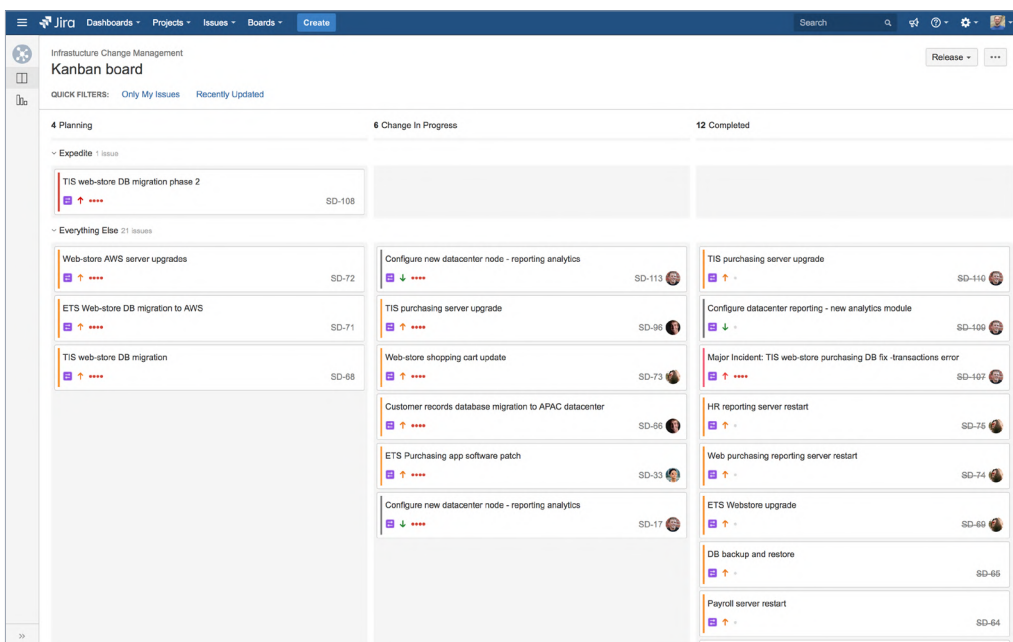 Jira Dashboards Projects Issues Boards Create Search
Infrastucture Change Management
Kanban board
Release
QUICK FILTERS: Only My Issues Recently Updated
4 Planning
6 Change In Progress
12 Completed
Expedite 1 issue
TIS web-store DB migration phase 2
SD-108
Everything Else 21 issues
Web-store AWS server upgrades
SD-72
ETS Web-store DB migration to AWS
SD-71
TIS web-store DB migration
SD-68
Configure new datacenter node - reporting analytics
SD-113
TIS purchasing server upgrade
SD-96
Web-store shopping cart update
SD-73
Customer records database migration to APAC datacenter
SD-66
ETS Purchasing app software patch
SD-33
Configure new datacenter node - reporting analytics
SD-17
TIS purchasing server upgrade
SD-110
Configure datacenter reporting - new analytics module
SD-109
Major Incident: TIS web-store purchasing DB fix -transactions error
SD-107
HR reporting server restart
SD-75
Web purchasing reporting server restart
SD-74
ETS Webstore upgrade
SD-69
DB backup and restore
SD-65
Payroll server restart
SD-64